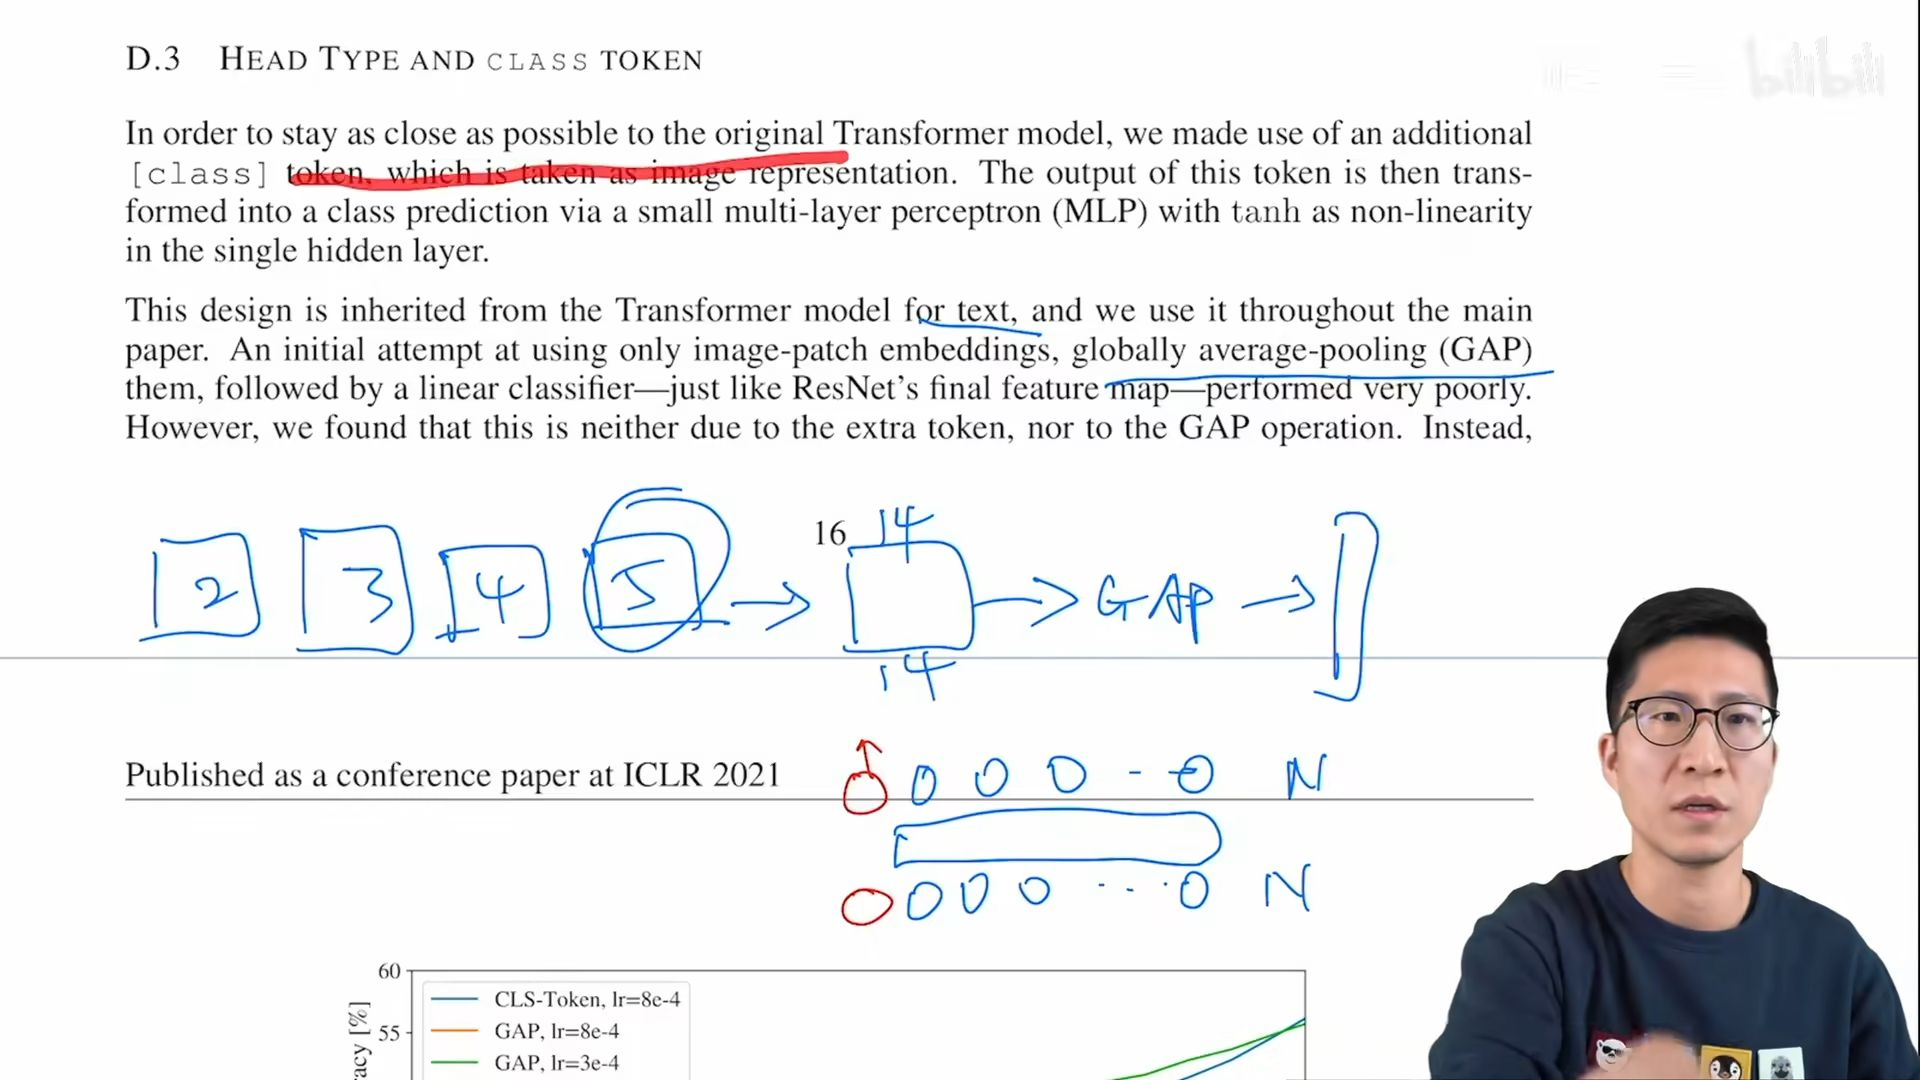 D.3 HEAD TYPE AND CLASS TOKEN
bilibili
In order to stay as close as possible to the original Transformer model, we made use of an additional
[class] token, which is taken as image representation. The output of this token is then trans-
formed into a class prediction via a small multi-layer perceptron (MLP) with tanh as non-linearity
in the single hidden layer.
This design is inherited from the Transformer model for text, and we use it throughout the main
paper. An initial attempt at using only image-patch embeddings, globally average-pooling (GAP)
them, followed by a linear classifier—just like ResNet's final feature map—performed very poorly.
However, we found that this is neither due to the extra token, nor to the GAP operation. Instead,
16
14
2 3 4 5 → → GAP →
14
Published as a conference paper at ICLR 2021
N
N
60
CLS-Token, lr=8e-4
55
GAP, lr=8e-4
GAP, lr=3e-4
racy [%]